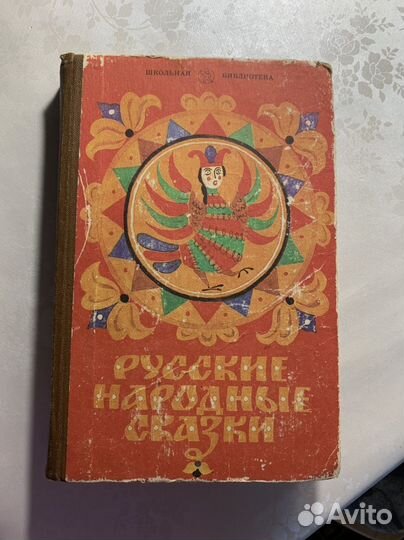 ШКОЛЬНАЯ БИБЛИОТЕКА
РУССКИЕ
НАРОДНЫЕ
СКАЗКИ
Avito